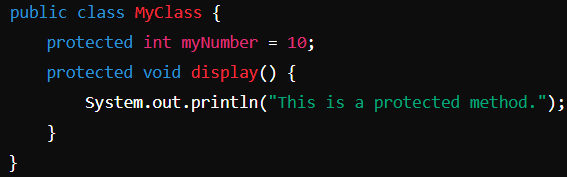 public class MyClass {
    protected int myNumber = 10;
    protected void display() {
        System.out.println("This is a protected method.");
    }
}